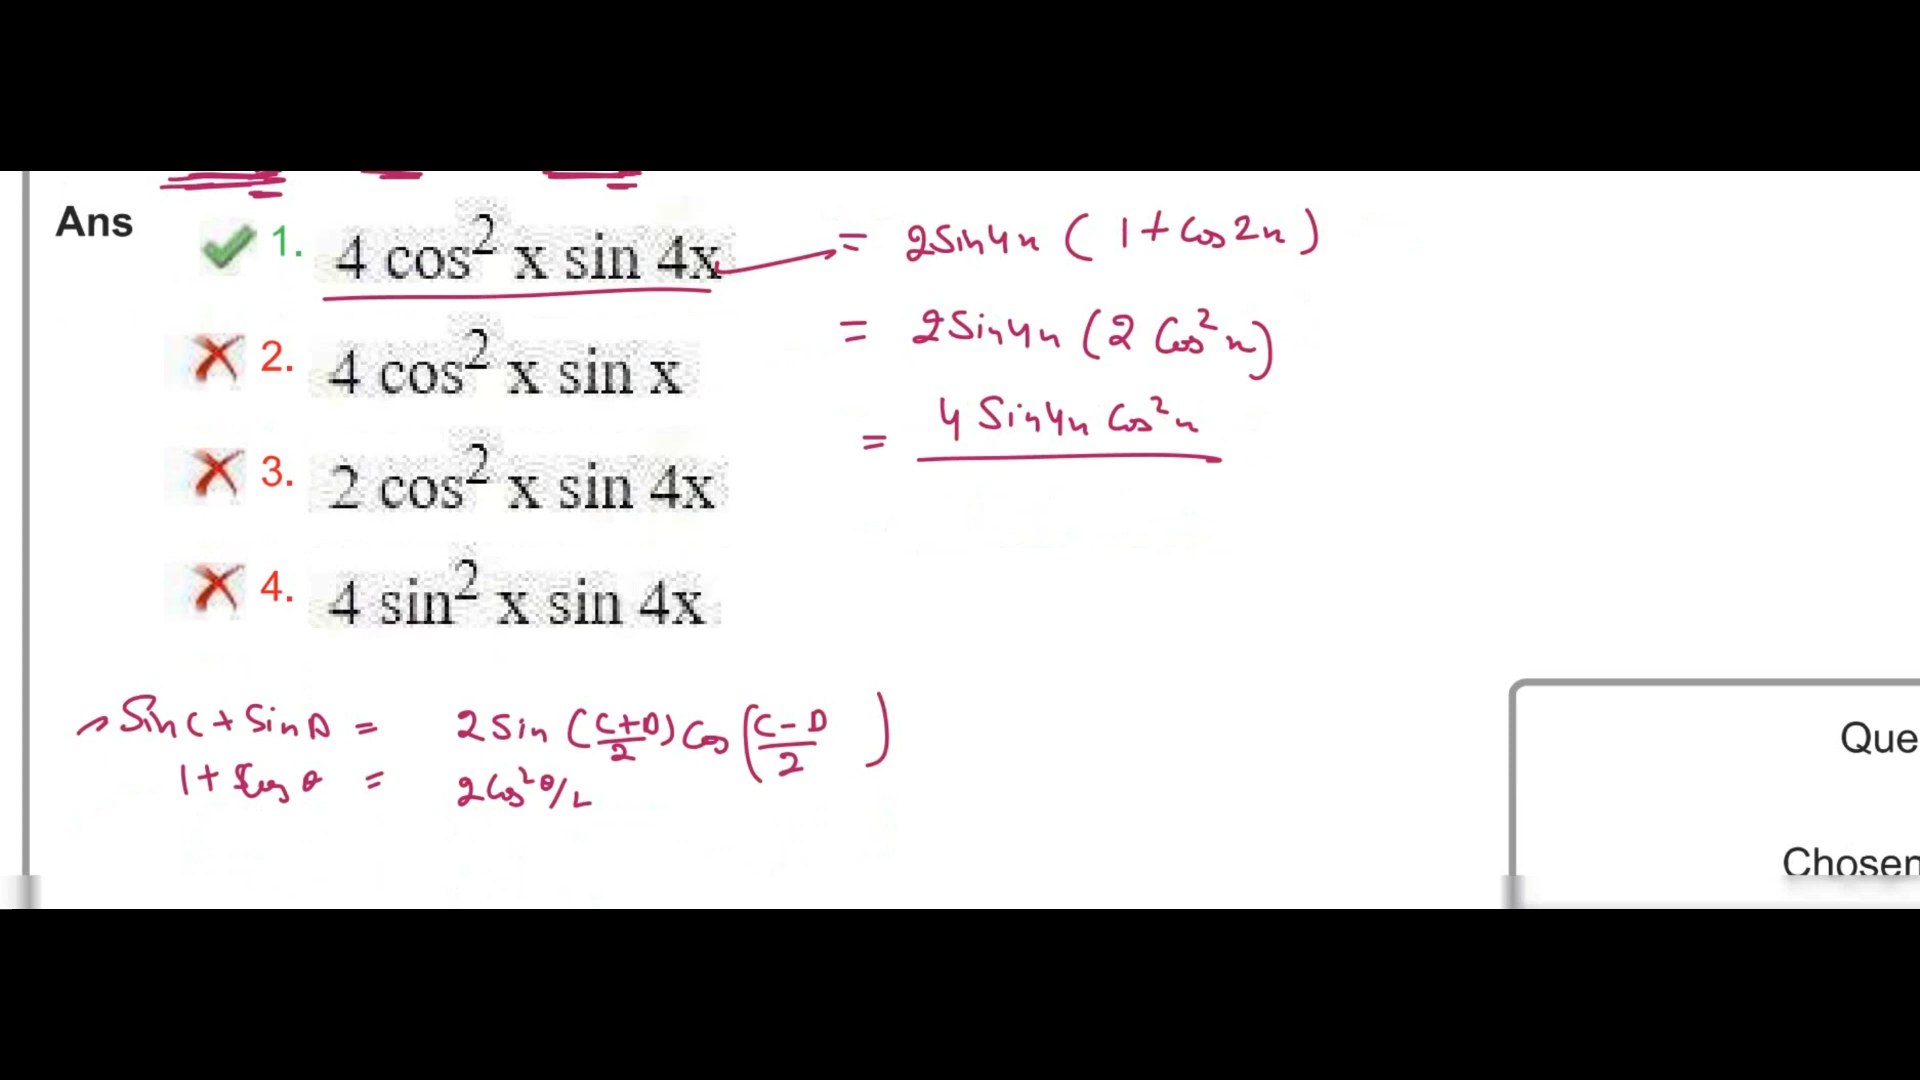 Ans
1. 4 cos² x sin 4x = 2Sin4x ( 1 + Cos2x )
= 2Sin4x ( 2 Cos²x )
2. 4 cos² x sin x
= 4 Sin4x Cos²x
3. 2 cos² x sin 4x
4. 4 sin² x sin 4x
SinC + SinD = 2Sin (C+D/2) Cos (C-D/2)
1 + Cos θ = 2Cos²θ/2
Que
Chosen